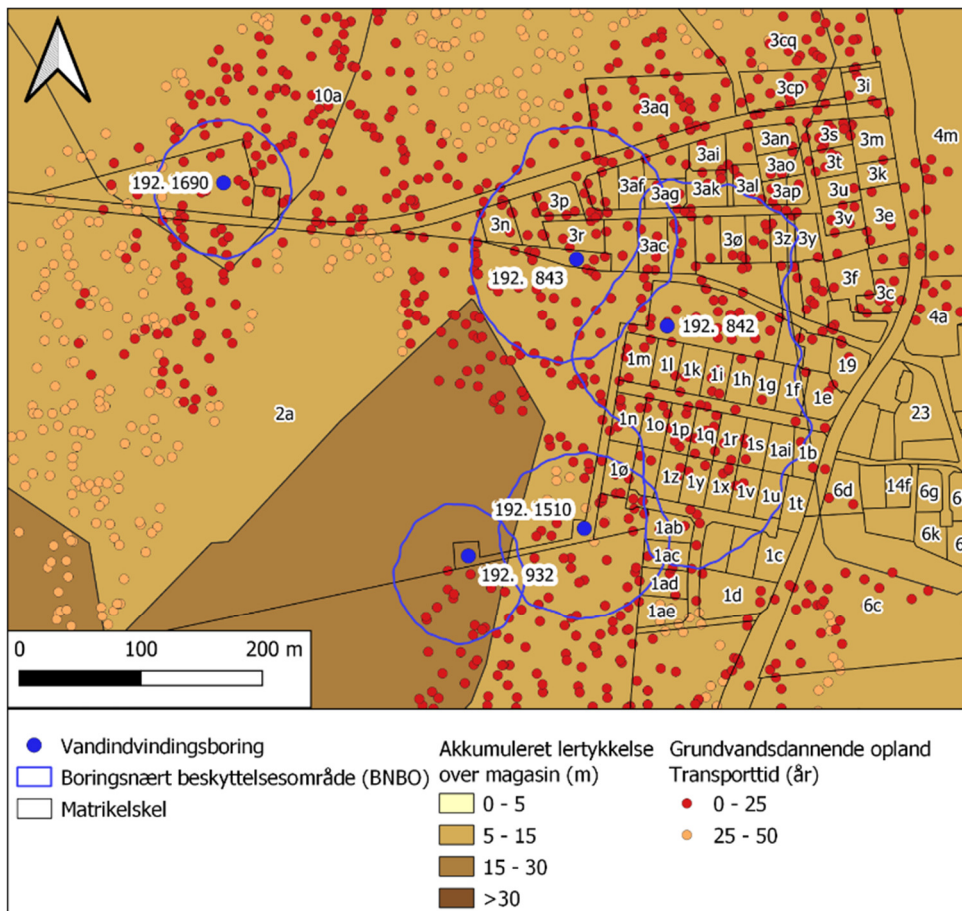 3cq
10a
3cp
3i
3aq
3an
3s
3m
4m
3ai
3ao
3t
3k
192. 1690
3af
3ag
3ak
3al
3ap
3u
3p
3n
3v
3e
3r
3ac
3ø
3z
3y
192. 843
3f
3c
192. 842
4a
1m
1l
1k
1i
1h
1g
1f
19
1e
2a
1n
1o
1p
1q
1r
1s
1ai
1b
23
1ø
1z
1y
1x
1v
1u
1t
6d
14f
6g
6
192. 1510
1ab
6k
6
192. 932
1ac
1c
1ad
1d
6c
1ae
0 100 200 m
Vandindvindingsboring
Boringsnært beskyttelsesområde (BNBO)
Matrikelskel
Akkumuleret lertykkelse
over magasin (m)
0 - 5
5 - 15
15 - 30
>30
Grundvandsdannende opland
Transporttid (år)
0 - 25
25 - 50